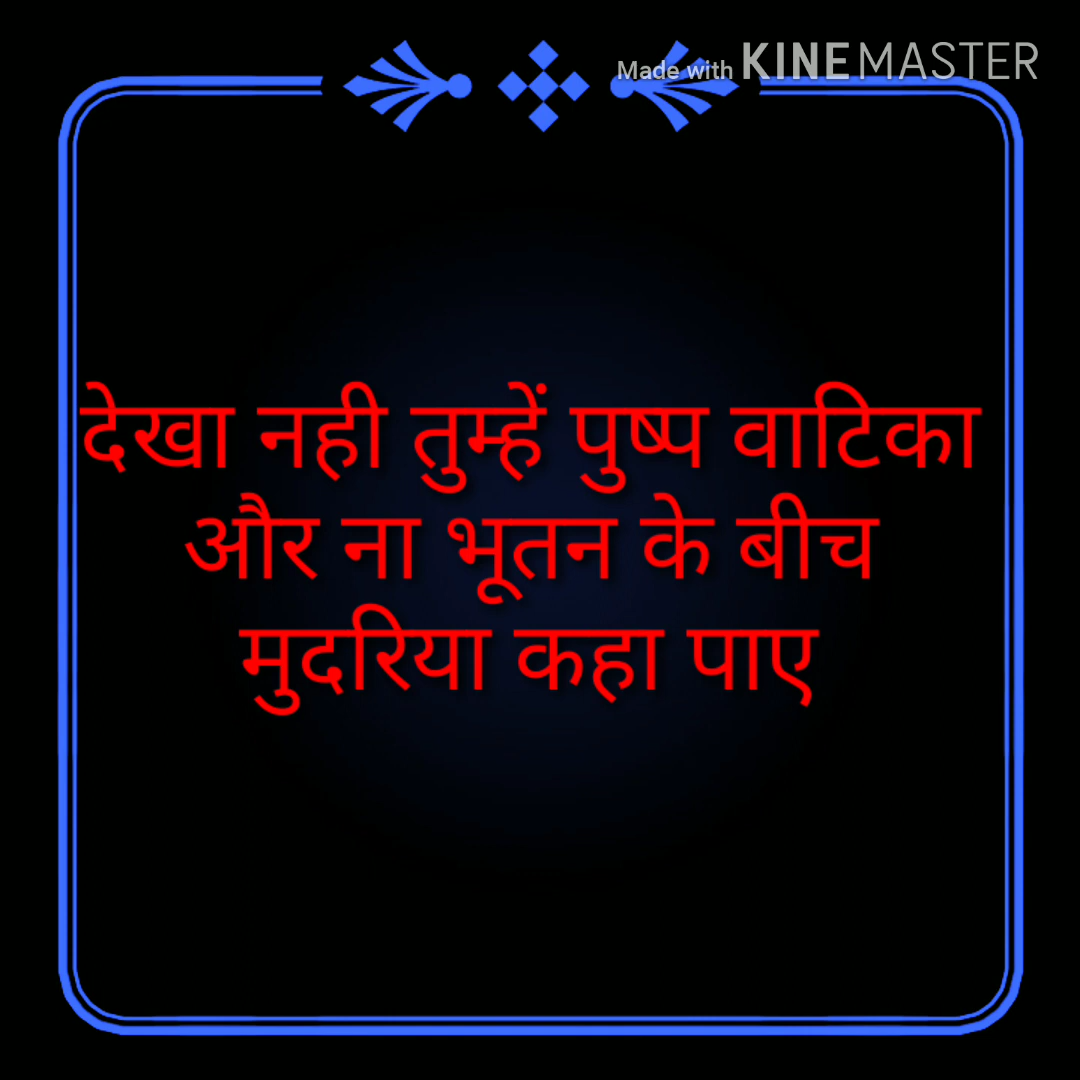 Made with KINEMASTER
देखा नही तुम्हें पुष्प वाटिका
और ना भूतन के बीच
मुदरिया कहा पाए